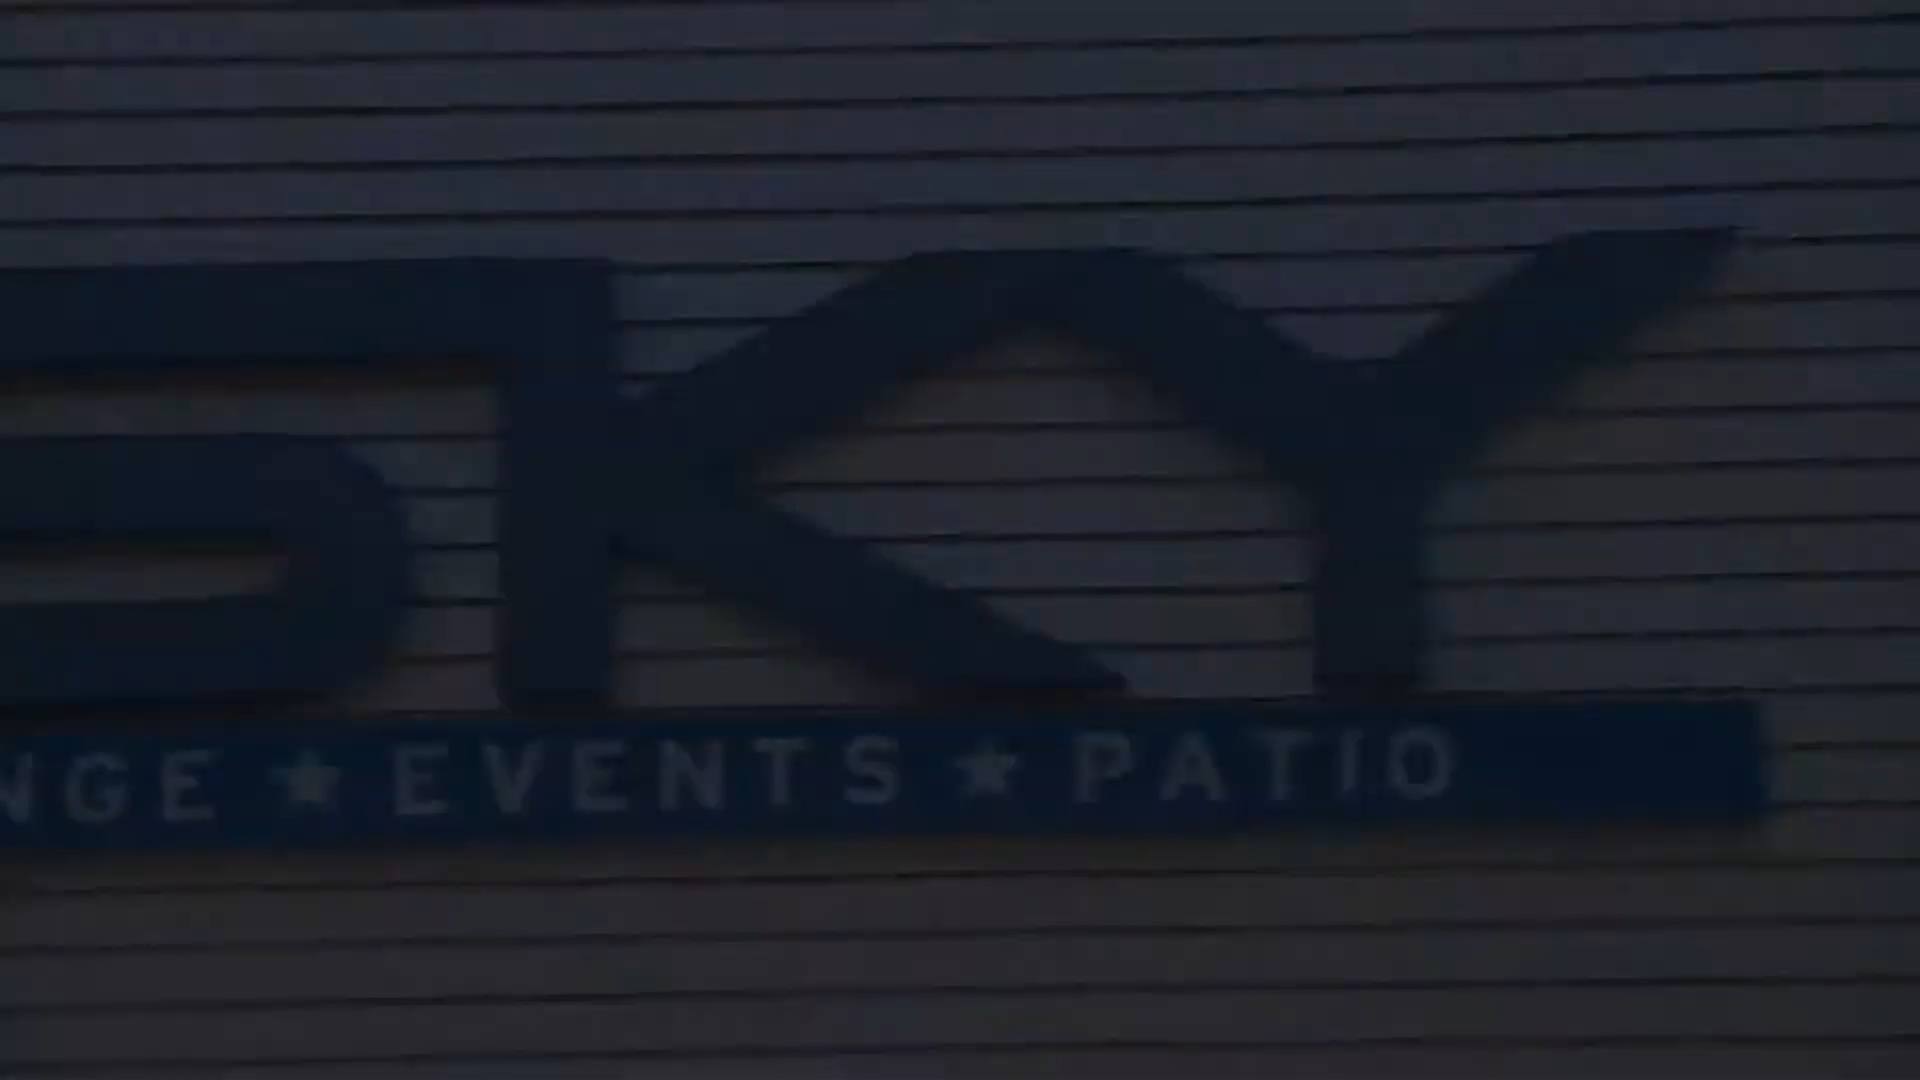 SKY
NGE ★ EVENTS ★ PATIO